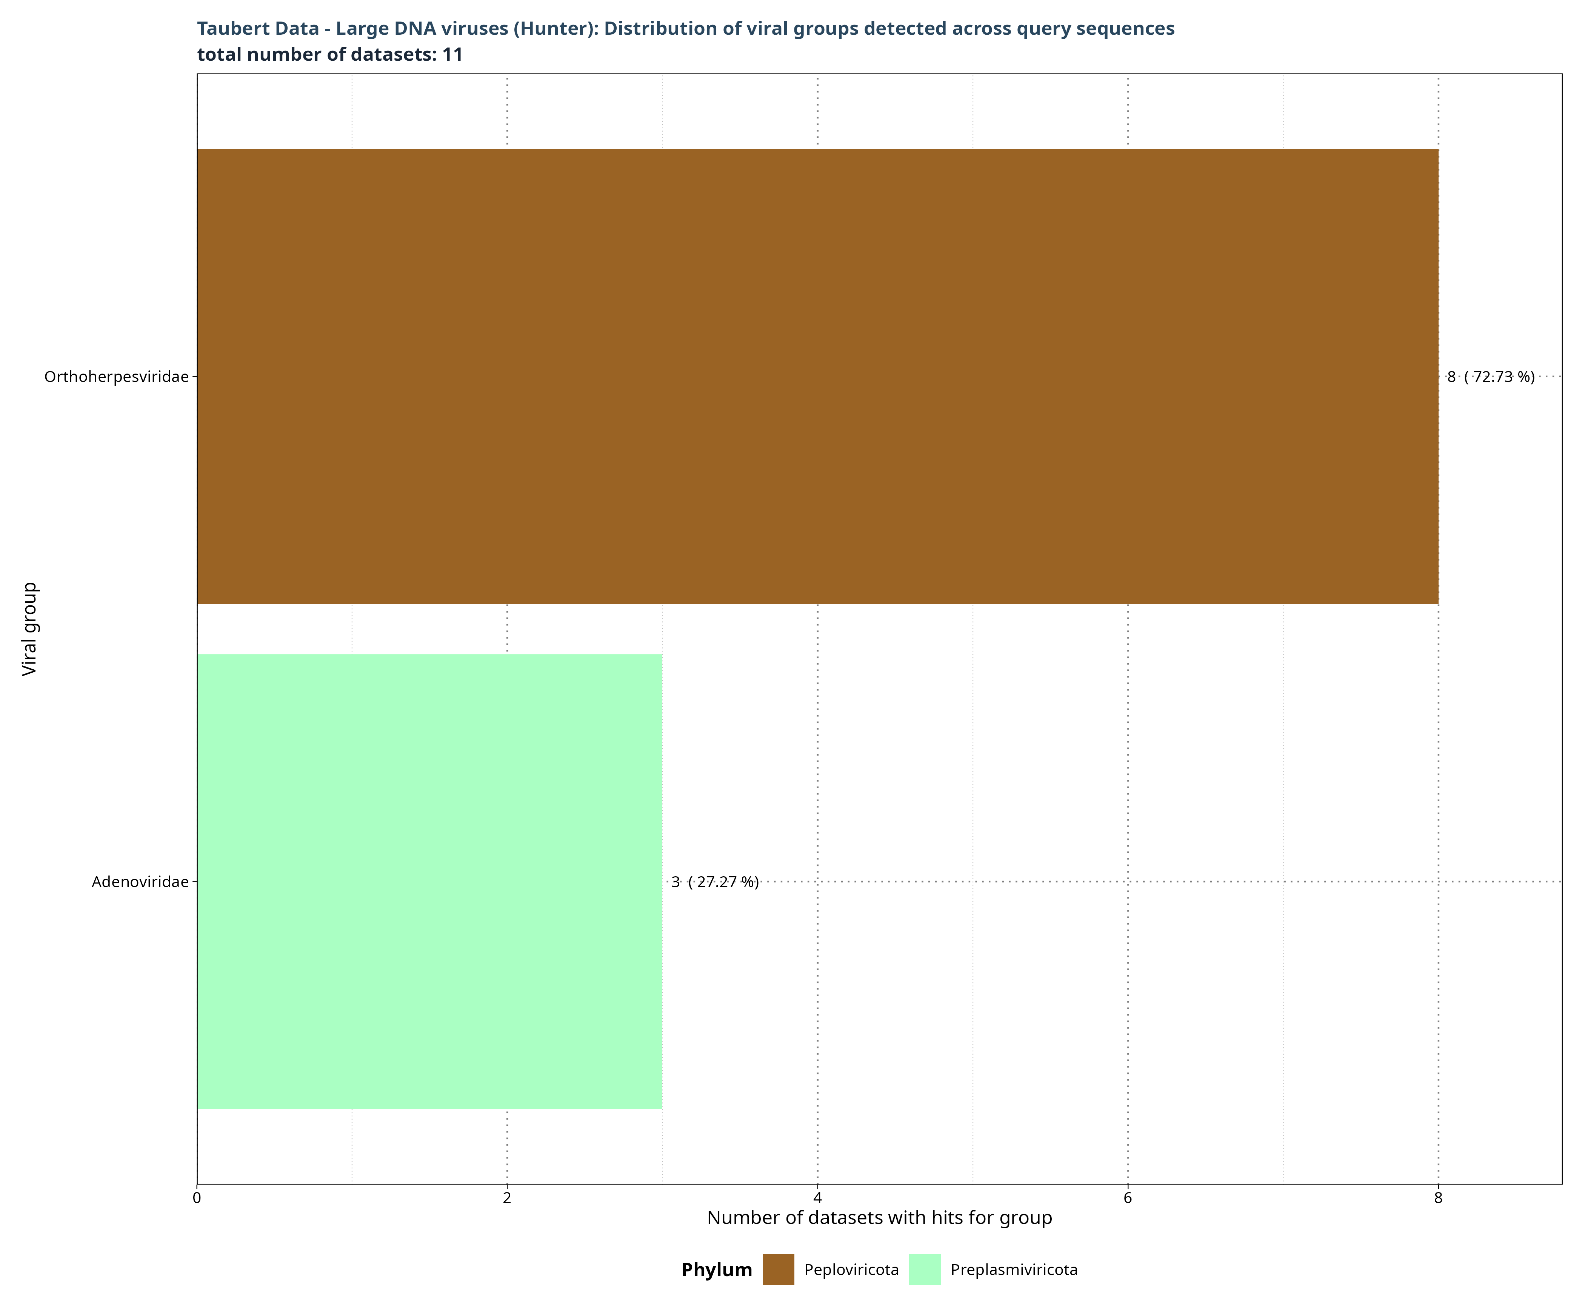 Taubert Data - Large DNA viruses (Hunter): Distribution of viral groups detected across query sequences
total number of datasets: 11
Viral group
Orthoherpesviridae
8 ( 72.73 %)
Adenoviridae
3 ( 27.27 %)
0 2 4 6 8
Number of datasets with hits for group
Phylum Peploviricota Preplasmiviricota